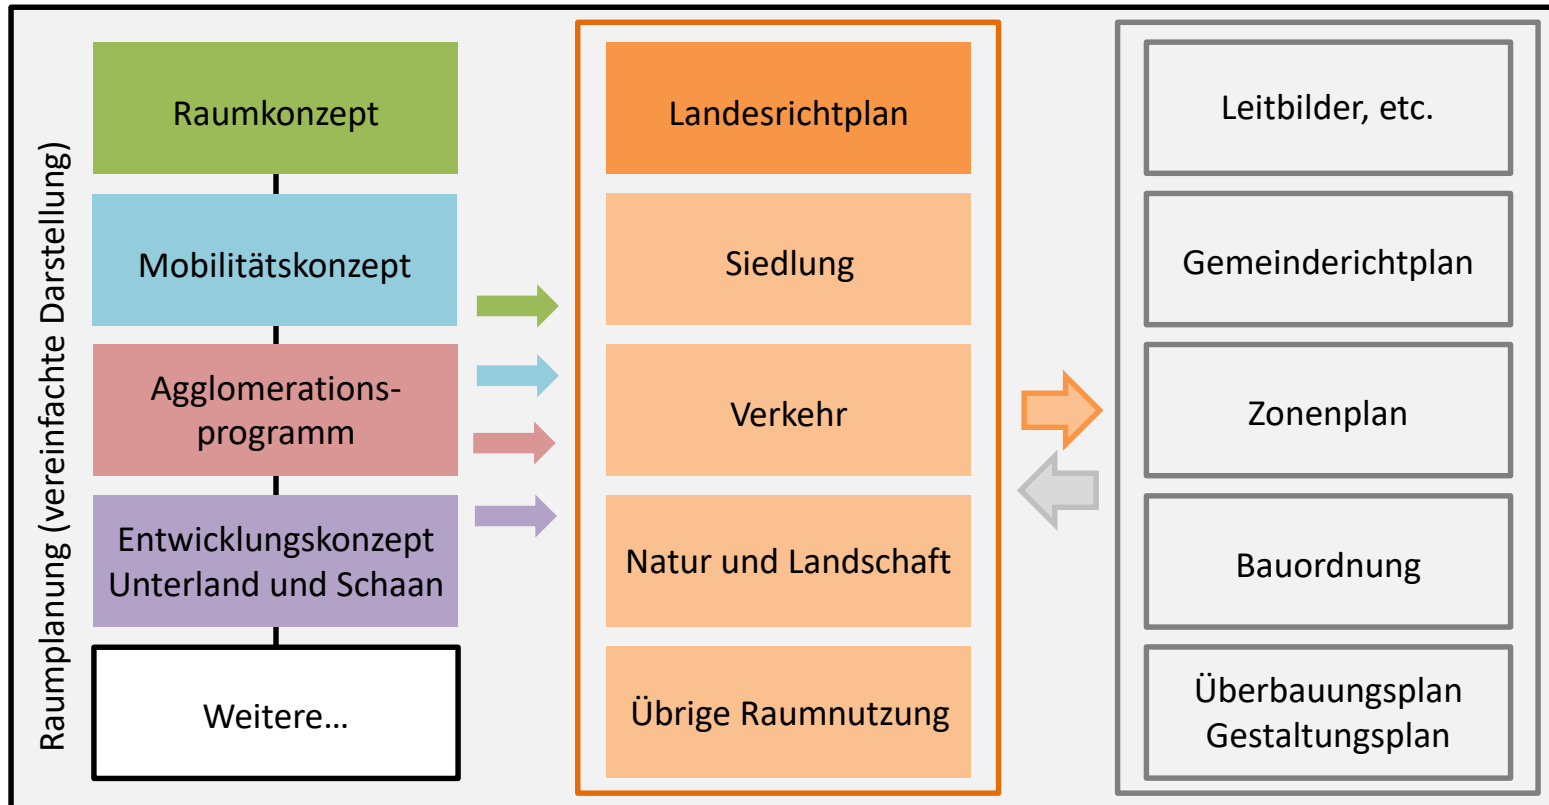 Raumplanung (vereinfachte Darstellung)
Raumkonzept
Mobilitätskonzept
Agglomerations-
programm
Entwicklungskonzept
Unterland und Schaan
Weitere…
Landesrichtplan
Siedlung
Verkehr
Natur und Landschaft
Übrige Raumnutzung
Leitbilder, etc.
Gemeinderichtplan
Zonenplan
Bauordnung
Überbauungsplan
Gestaltungsplan